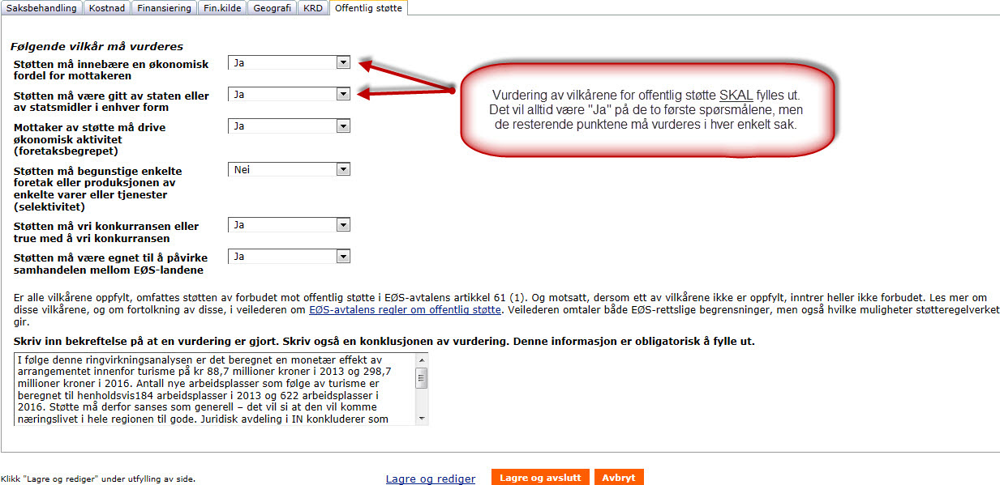 Saksbehandling Kostnad Finansiering Fin.kilde Geografi KRD Offentlig støtte
Følgende vilkår må vurderes
Støtten må innebære en økonomisk
fordel for mottakeren
Ja
Støtten må være gitt av staten eller
av statsmidler i enhver form
Ja
Vurdering av vilkårene for offentlig støtte SKAL fylles ut.
Det vil alltid være "Ja" på de to første spørsmålene, men
de resterende punktene må vurderes i hver enkelt sak.
Mottaker av støtte må drive
økonomisk aktivitet
(foretaksbegrepet)
Ja
Støtten må begunstige enkelte
foretak eller produksjonen av
enkelte varer eller tjenester
(selektivitet)
Nei
Støtten må vri konkurransen eller
true med å vri konkurransen
Ja
Støtten må være egnet til å påvirke
samhandelen mellom EØS-landene
Ja
Er alle vilkårene oppfylt, omfattes støtten av forbudet mot offentlig støtte i EØS-avtalens artikkel 61 (1). Og motsatt, dersom ett av vilkårene ikke er oppfylt, inntrer heller ikke forbudet. Les mer om
disse vilkårene, og om fortolkning av disse, i veilederen om EØS-avtalens regler om offentlig støtte. Veilederen omtaler både EØS-rettslige begrensninger, men også hvilke muligheter støtteregelverket
gir.
Skriv inn bekreftelse på at en vurdering er gjort. Skriv også en konklusjonen av vurdering. Denne informasjon er obligatorisk å fylle ut.
I følge denne ringvirkningsanalysen er det beregnet en monetær effekt av
arrangementet innenfor turisme på kr 88,7 millioner kroner i 2013 og 298,7
millioner kroner i 2016. Antall nye arbeidsplasser som følge av turisme er
beregnet til henholdsvis184 arbeidsplasser i 2013 og 622 arbeidsplasser i
2016. Støtte må derfor sanses som generell – det vil si at den vil komme
næringslivet i hele regionen til gode. Juridisk avdeling i IN konkluderer som
Klikk "Lagre og rediger" under utfylling av side.
Lagre og rediger
Lagre og avslutt
Avbryt